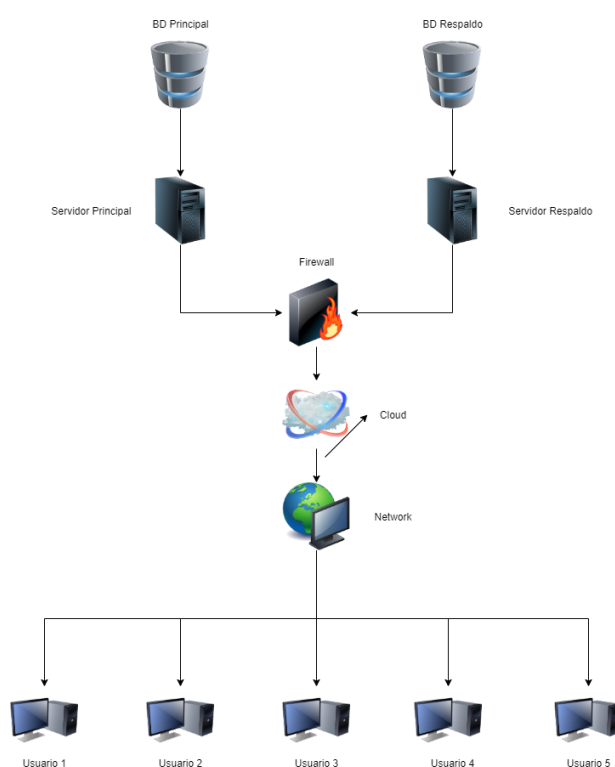 BD Principal
BD Respaldo
Servidor Principal
Servidor Respaldo
Firewall
Cloud
Network
Usuario 1
Usuario 2
Usuario 3
Usuario 4
Usuario 5